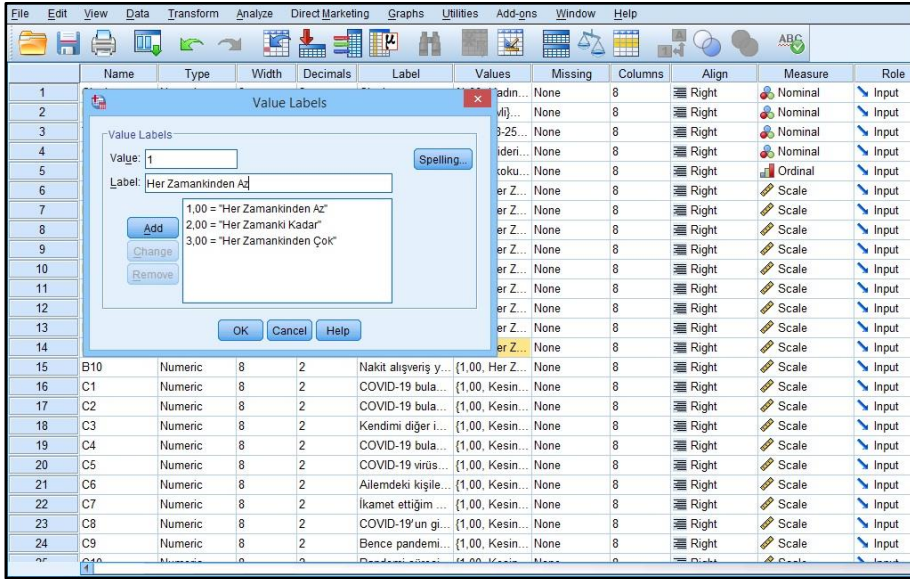 File Edit View Data Transform Analyze Direct Marketing Graphs Utilities Add-ons Window Help
Name Type Width Decimals Label Values Missing Columns Align Measure Role
Value Labels
Value Labels
Value: 1
Spelling...
Label: Her Zamankinden Az
1,00 = "Her Zamankinden Az"
2,00 = "Her Zamanki Kadar"
3,00 = "Her Zamankinden Çok"
Add
Change
Remove
OK Cancel Help
1 None 8 Right Nominal Input
2 None 8 Right Nominal Input
3 None 8 Right Nominal Input
4 None 8 Right Nominal Input
5 None 8 Right Ordinal Input
6 er Z... None 8 Right Scale Input
7 er Z... None 8 Right Scale Input
8 er Z... None 8 Right Scale Input
9 er Z... None 8 Right Scale Input
10 er Z... None 8 Right Scale Input
11 er Z... None 8 Right Scale Input
12 er Z... None 8 Right Scale Input
13 er Z... None 8 Right Scale Input
14 er Z... None 8 Right Scale Input
15 B10 Numeric 8 2 Nakit alışveriş y... {1,00, Her Z... None 8 Right Scale Input
16 C1 Numeric 8 2 COVID-19 bula... {1,00, Kesin... None 8 Right Scale Input
17 C2 Numeric 8 2 COVID-19 bula... {1,00, Kesin... None 8 Right Scale Input
18 C3 Numeric 8 2 Kendimi diğer i... {1,00, Kesin... None 8 Right Scale Input
19 C4 Numeric 8 2 COVID-19 bula... {1,00, Kesin... None 8 Right Scale Input
20 C5 Numeric 8 2 COVID-19 virüs... {1,00, Kesin... None 8 Right Scale Input
21 C6 Numeric 8 2 Ailemdeki kişile... {1,00, Kesin... None 8 Right Scale Input
22 C7 Numeric 8 2 İkamet ettiğim ... {1,00, Kesin... None 8 Right Scale Input
23 C8 Numeric 8 2 COVID-19'un gi... {1,00, Kesin... None 8 Right Scale Input
24 C9 Numeric 8 2 Bence pandemi... {1,00, Kesin... None 8 Right Scale Input